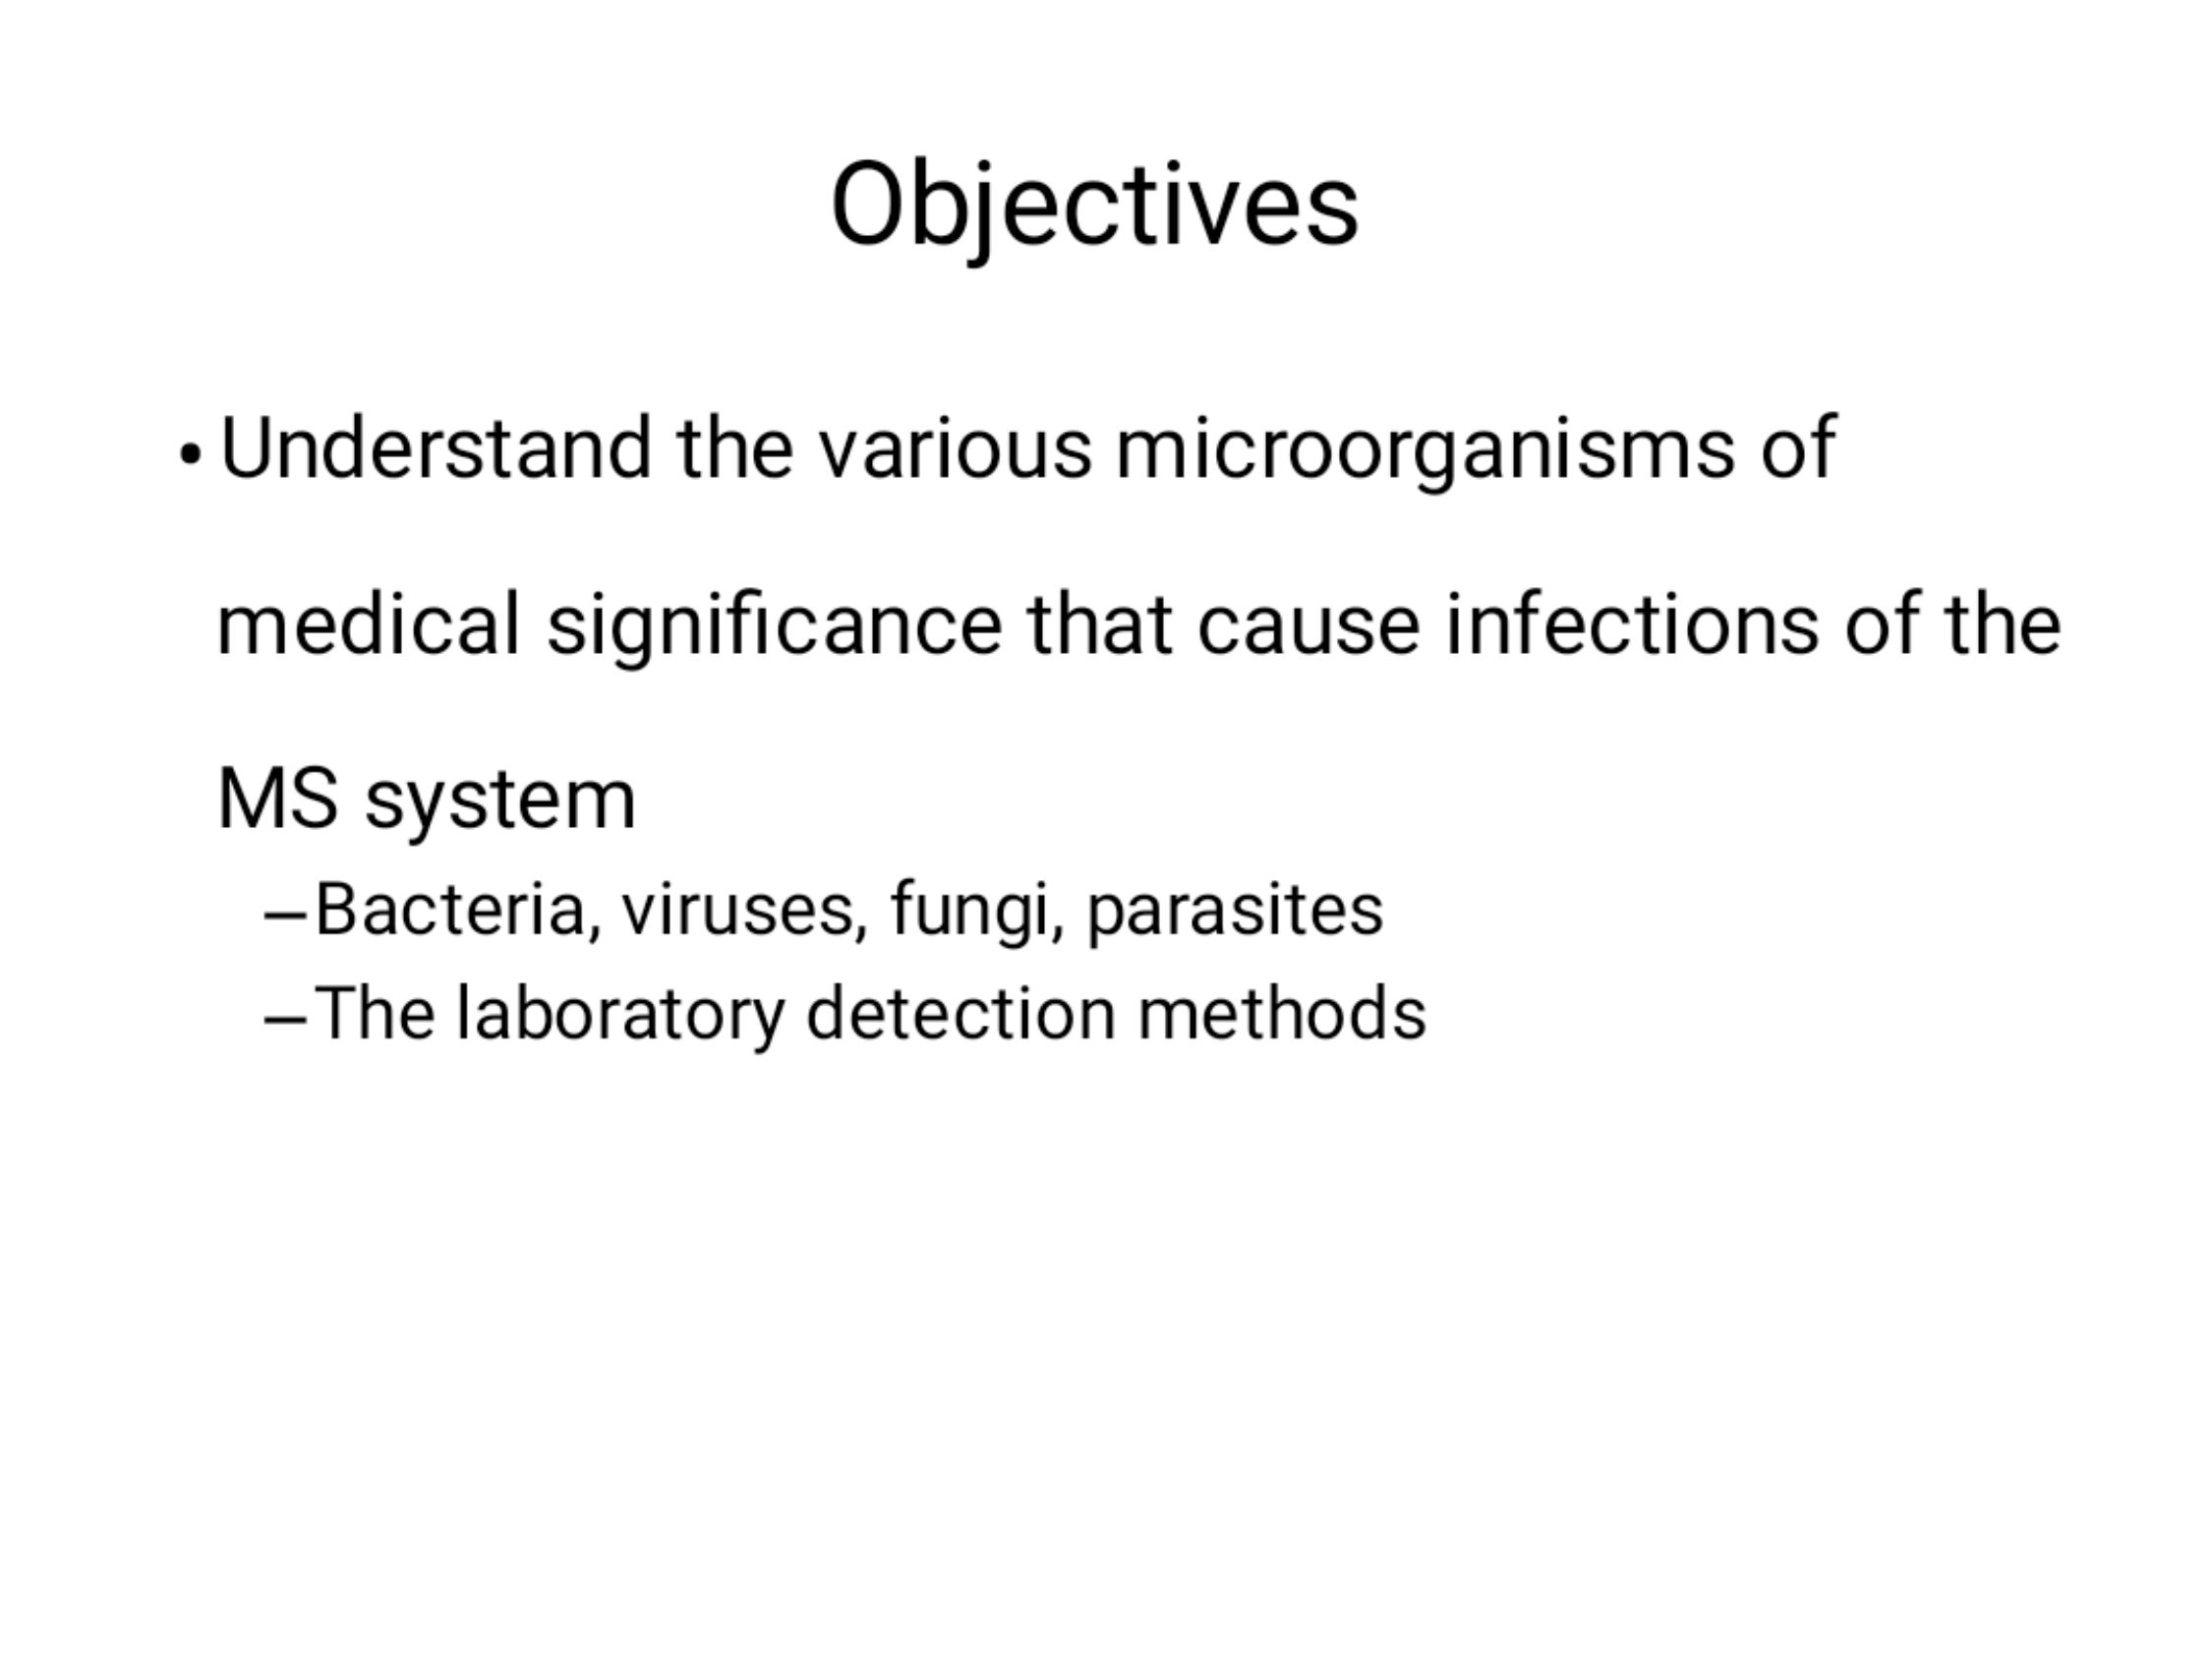 Objectives
• Understand the various microorganisms of
medical significance that cause infections of the
MS system
–Bacteria, viruses, fungi, parasites
–The laboratory detection methods